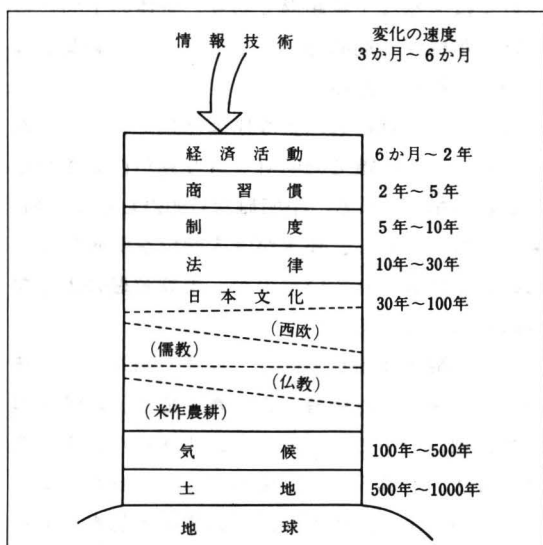 情報技術
変化の速度
3か月～6か月
経済活動 6か月～2年
商習慣 2年～5年
制度 5年～10年
法律 10年～30年
日本文化 30年～100年
(西欧)
(儒教)
(仏教)
(米作農耕)
気候 100年～500年
土地 500年～1000年
地球